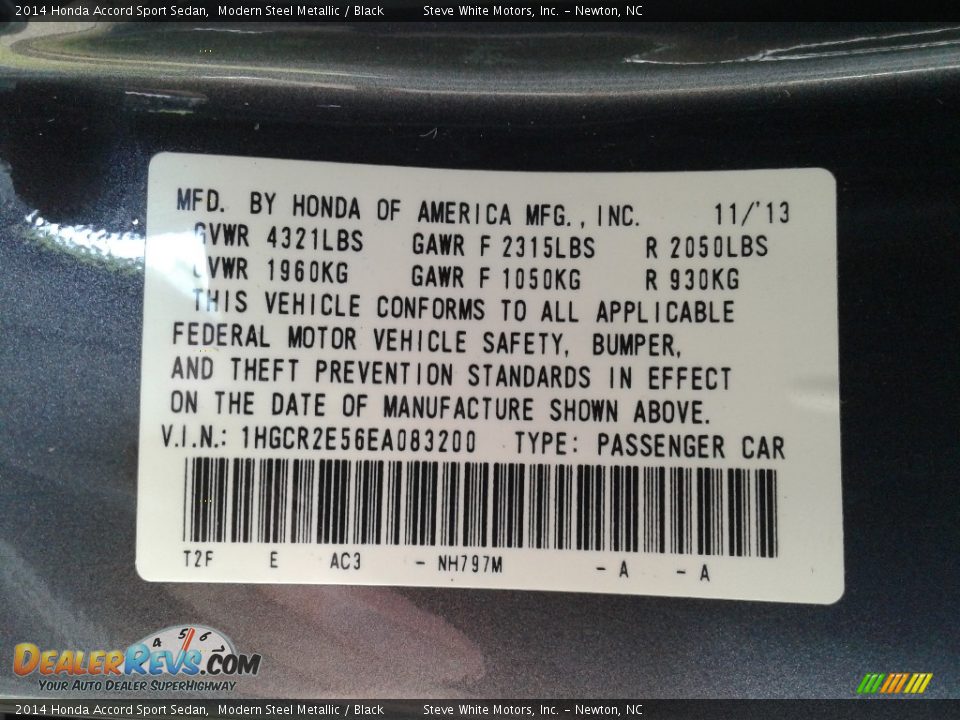 2014 Honda Accord Sport Sedan, Modern Steel Metallic / Black Steve White Motors, Inc. – Newton, NC
MFD. BY HONDA OF AMERICA MFG., INC. 11/'13
GVWR 4321LBS GAWR F 2315LBS R 2050LBS
GVWR 1960KG GAWR F 1050KG R 930KG
THIS VEHICLE CONFORMS TO ALL APPLICABLE
FEDERAL MOTOR VEHICLE SAFETY, BUMPER,
AND THEFT PREVENTION STANDARDS IN EFFECT
ON THE DATE OF MANUFACTURE SHOWN ABOVE.
V.I.N.: 1HGCR2E56EA083200 TYPE: PASSENGER CAR
T2F E AC3 - NH797M - A - A
4 5 6
DEALERREVS.COM
YOUR AUTO DEALER SUPERHIGHWAY
2014 Honda Accord Sport Sedan, Modern Steel Metallic / Black Steve White Motors, Inc. – Newton, NC